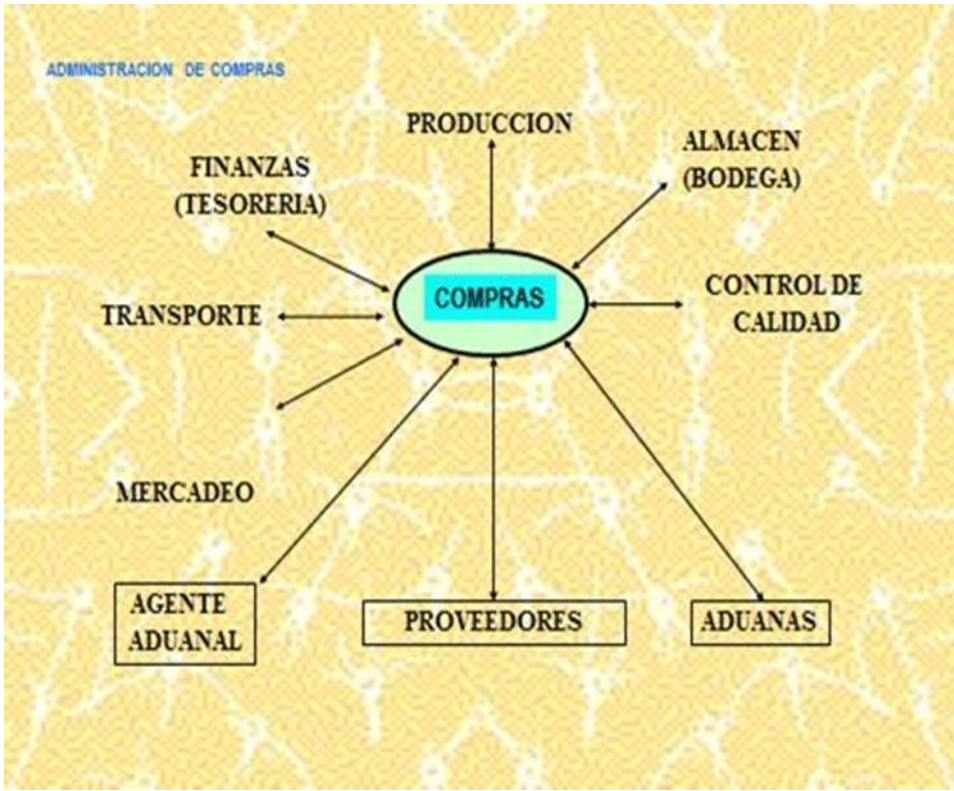 ADMINISTRACION DE COMPRAS
PRODUCCION
ALMACEN
(BODEGA)
FINANZAS
(TESORERIA)
COMPRAS
CONTROL DE
CALIDAD
TRANSPORTE
MERCADEO
AGENTE
ADUANAL
PROVEEDORES
ADUANAS